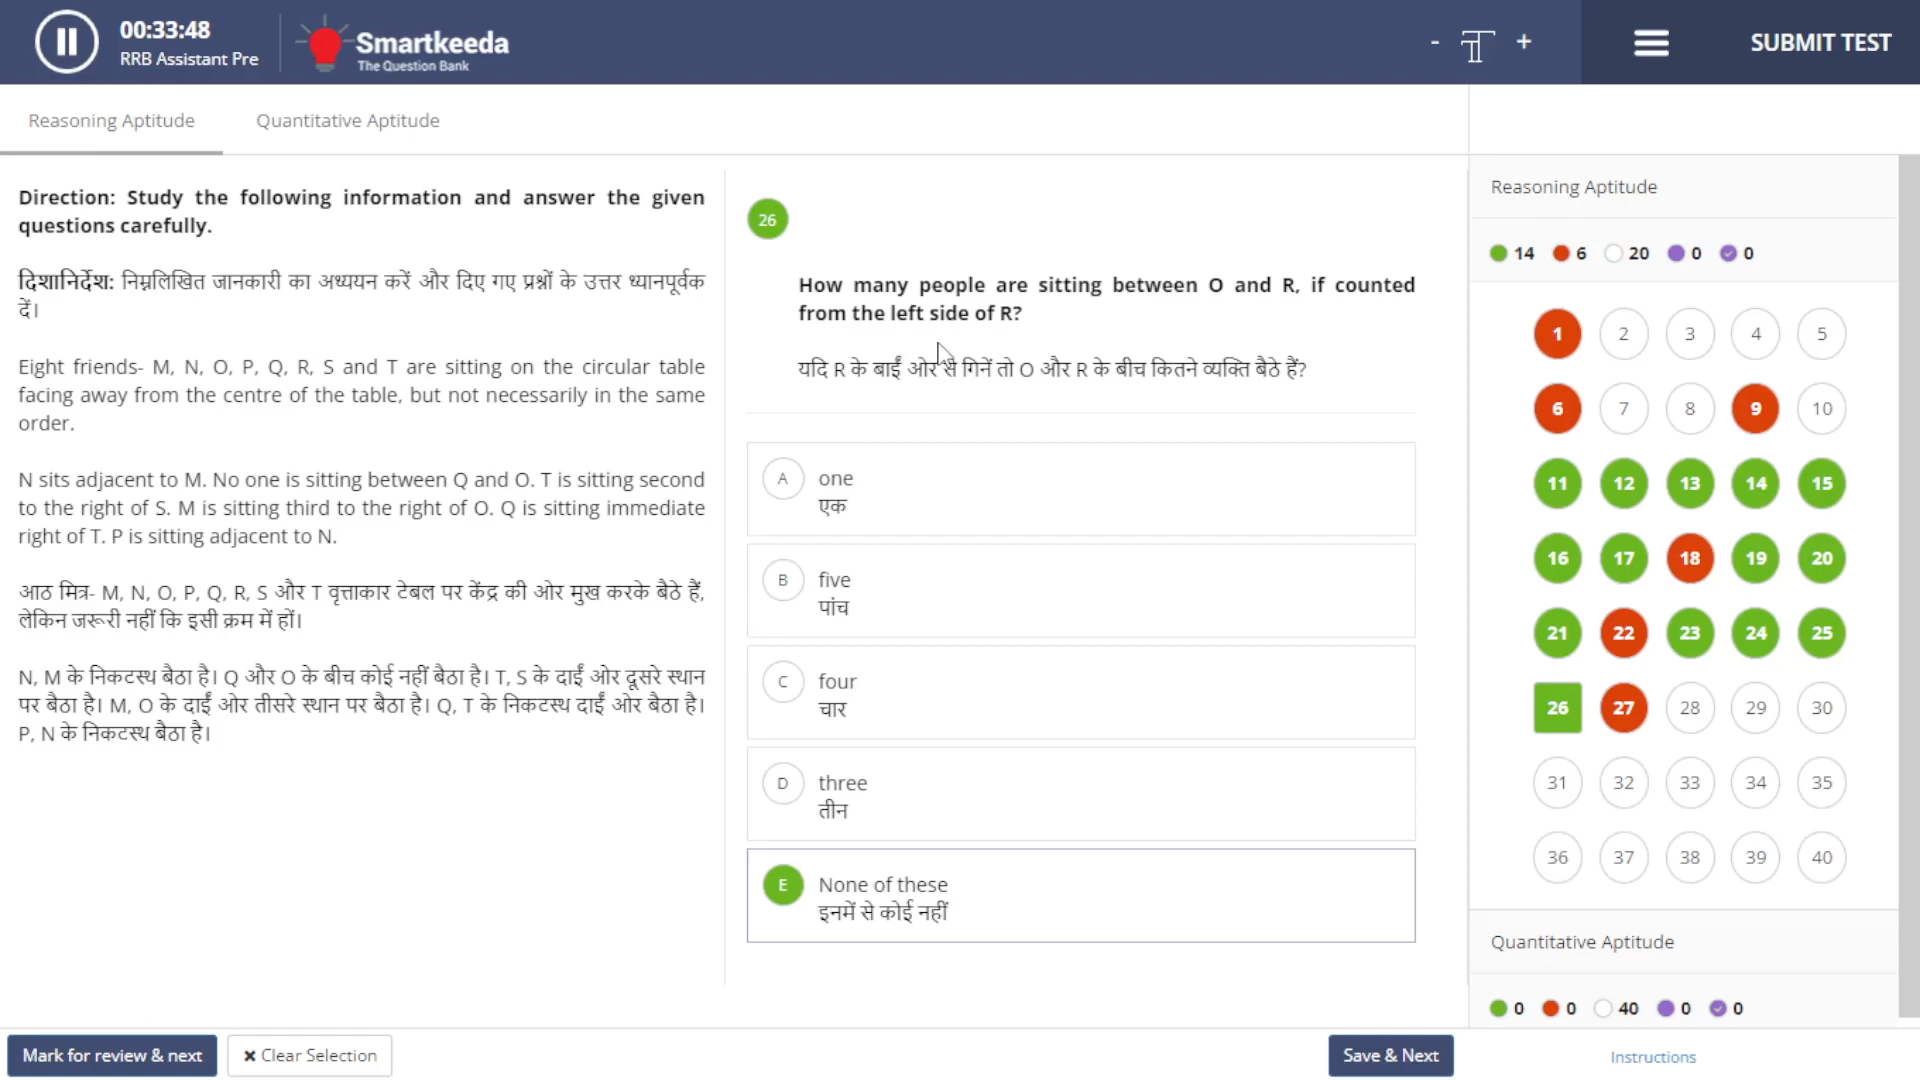 00:33:48
RRB Assistant Pre
Smartkeeda
The Question Bank
- T +
SUBMIT TEST
Reasoning Aptitude
Quantitative Aptitude
Direction: Study the following information and answer the given
questions carefully.
दिशानिर्देश: निम्नलिखित जानकारी का अध्ययन करें और दिए गए प्रश्नों के उत्तर ध्यानपूर्वक
दें।
Eight friends- M, N, O, P, Q, R, S and T are sitting on the circular table
facing away from the centre of the table, but not necessarily in the same
order.
N sits adjacent to M. No one is sitting between Q and O. T is sitting second
to the right of S. M is sitting third to the right of O. Q is sitting immediate
right of T. P is sitting adjacent to N.
आठ मित्र- M, N, O, P, Q, R, S और T वृत्ताकार टेबल पर केंद्र की ओर मुख करके बैठे हैं,
लेकिन जरूरी नहीं कि इसी क्रम में हों।
N, M के निकटस्थ बैठा है। Q और O के बीच कोई नहीं बैठा है। T, S के दाईं ओर दूसरे स्थान
पर बैठा है। M, O के दाईं ओर तीसरे स्थान पर बैठा है। Q, T के निकटस्थ दाईं ओर बैठा है।
P, N के निकटस्थ बैठा है।
26
How many people are sitting between O and R, if counted
from the left side of R?
यदि R के बाईं ओर से गिनें तो O और R के बीच कितने व्यक्ति बैठे हैं?
A one
एक
B five
पांच
C four
चार
D three
तीन
E None of these
इनमें से कोई नहीं
Reasoning Aptitude
14 6 20 0 0
1 2 3 4 5
6 7 8 9 10
11 12 13 14 15
16 17 18 19 20
21 22 23 24 25
26 27 28 29 30
31 32 33 34 35
36 37 38 39 40
Quantitative Aptitude
0 0 40 0 0
Mark for review & next
✖ Clear Selection
Save & Next
Instructions